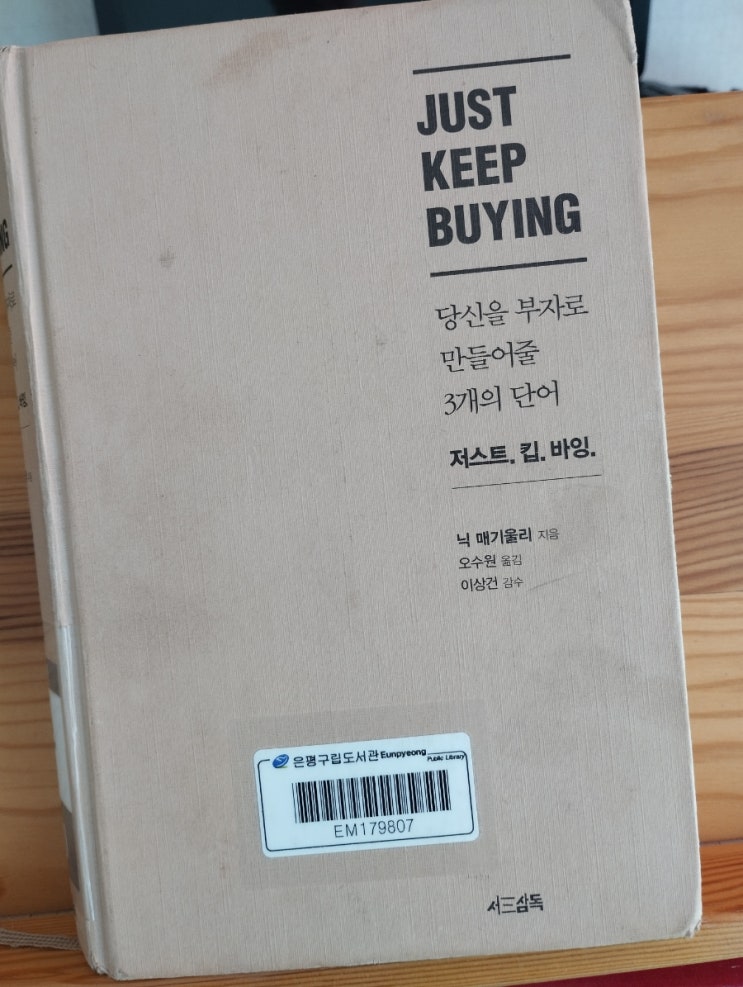 JUST
KEEP
BUYING
당신을 부자로
만들어줄
3개의 단어
저스트. 킵. 바잉.
닉 매기울리 지음
오수원 옮김
이상건 감수
은평구립도서관 Eunpyeong Public Library
EM179807
서三삼독
NG